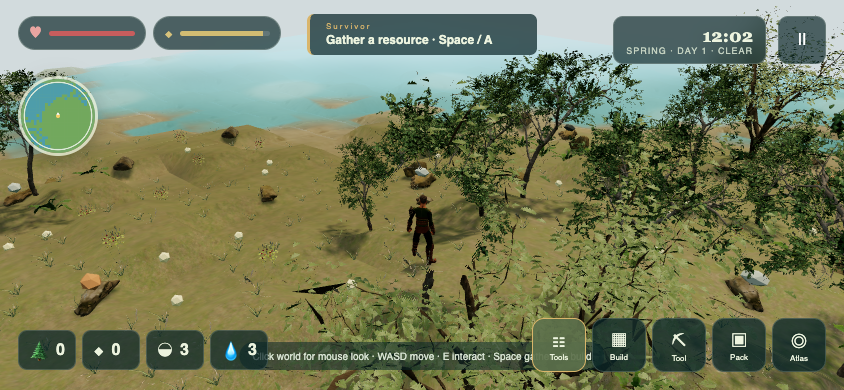 Survivor
Gather a resource · Space / A
12:02
SPRING · DAY 1 · CLEAR
0
0
3
3
Click world for mouse look · WASD move · E interact · Space
Tools
Build
Tool
Pack
Atlas